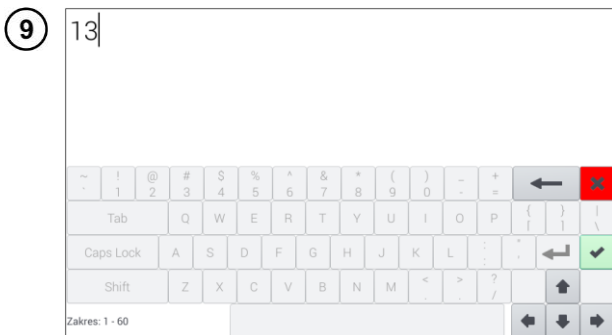 9
13
~ ! @ # $ % ^ & * ( ) _ +
` 1 2 3 4 5 6 7 8 9 0 - =
Tab Q W E R T Y U I O P { } |
[ ] \
Caps Lock A S D F G H J K L : "
; '
Shift Z X C V B N M < > ?
, . /
Zakres: 1 - 60